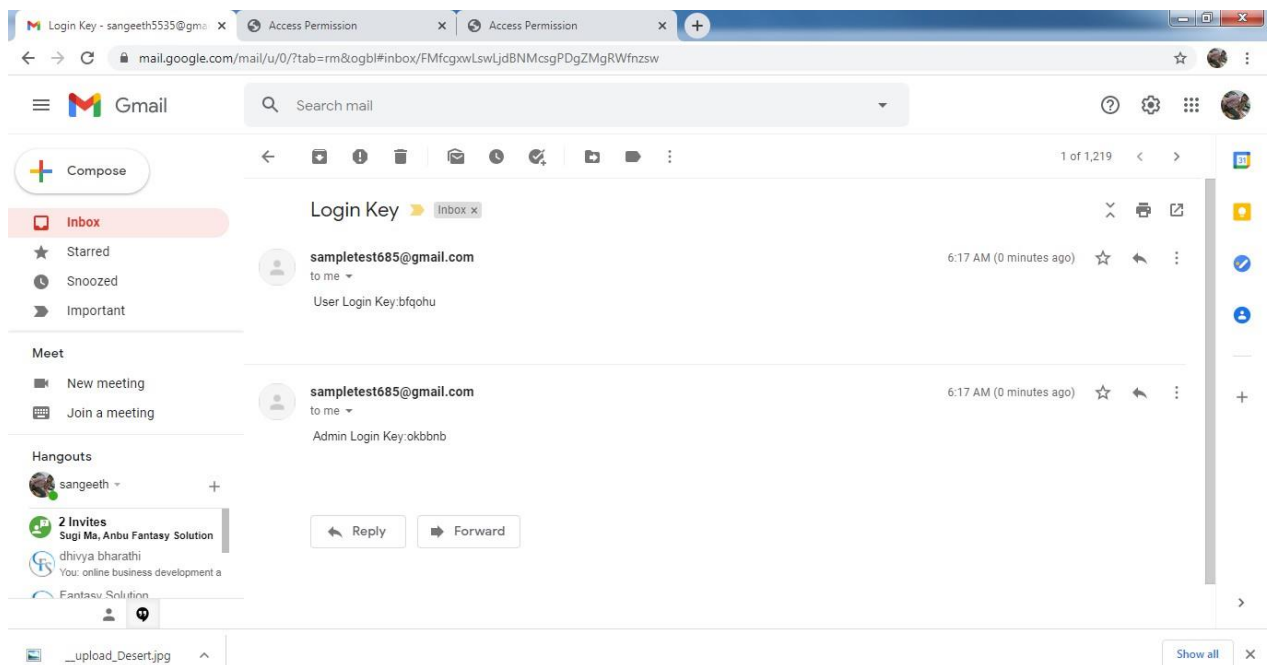 Login Key - sangeeth5535@gma
Access Permission
Access Permission
mail.google.com/mail/u/0/?tab=rm&ogbl#inbox/FMfcgxwLswLjdBNMcsgPDgZMgRWfnzsw
Gmail
Search mail
Compose
1 of 1,219
31
Login Key
Inbox x
Inbox
Starred
Snoozed
Important
sampletest685@gmail.com
6:17 AM (0 minutes ago)
to me
User Login Key:bfqohu
Meet
New meeting
Join a meeting
sampletest685@gmail.com
6:17 AM (0 minutes ago)
to me
Admin Login Key:okbbnb
Hangouts
sangeeth
2 Invites
Sugi Ma, Anbu Fantasy Solution
dhivya bharathi
You: online business development a
Fantasy Solution
Reply
Forward
__upload_Desert.jpg
Show all